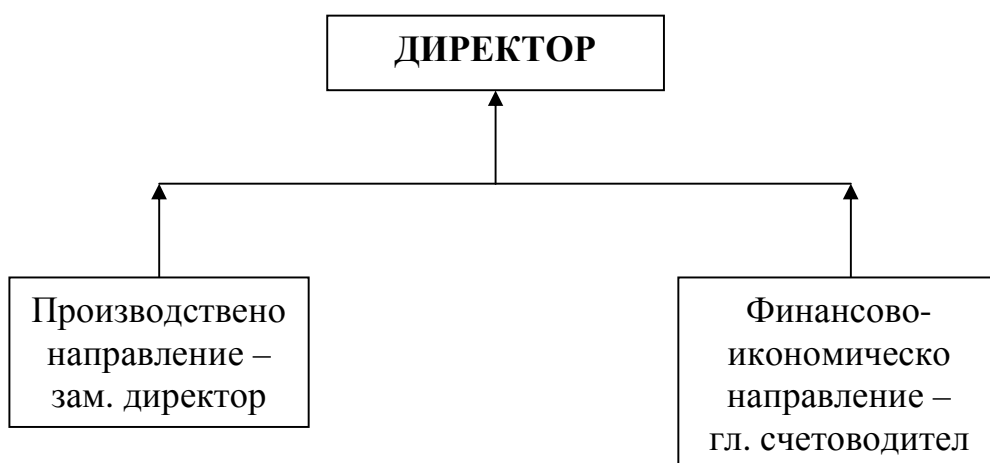 ДИРЕКТОР
Производствено
направление –
зам. директор
Финансово-
икономическо
направление –
гл. счетоводител